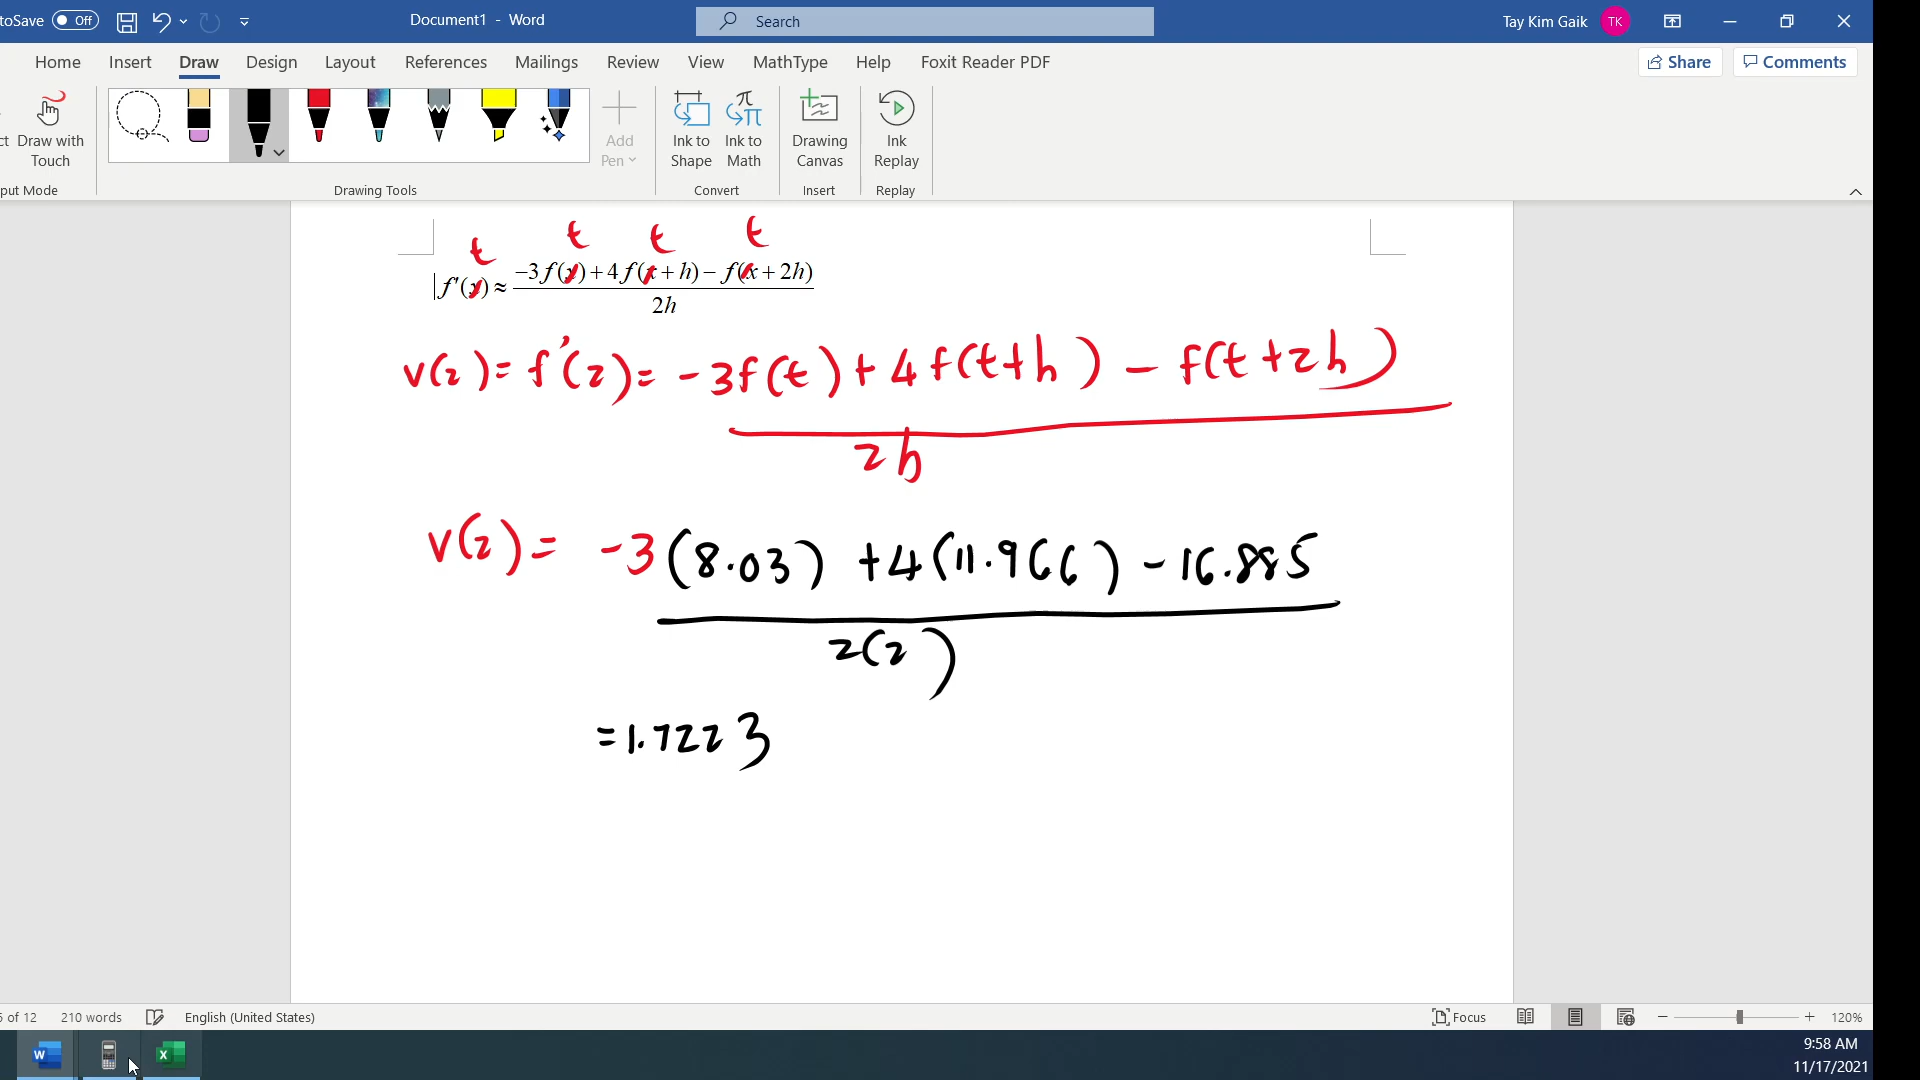 toSave Off Document1 - Word Search Tay Kim Gaik TK
Home Insert Draw Design Layout References Mailings Review View MathType Help Foxit Reader PDF Share Comments
ct Draw with Touch
Add Pen
Ink to Shape
Ink to Math
Drawing Canvas
Ink Replay
put Mode Drawing Tools Convert Insert Replay
t t t t
f'(x) ≈ −3f(x)+4f(x+h)−f(x+2h)
2h
v(2) = f'(2) = -3f(t) + 4f(t+h) - f(t+2h)
2h
v(2) = -3(8.03) + 4(11.966) - 16.885
2(2)
= 1.7223
5 of 12 210 words English (United States) Focus − + 120%
W X
9:58 AM
11/17/2021